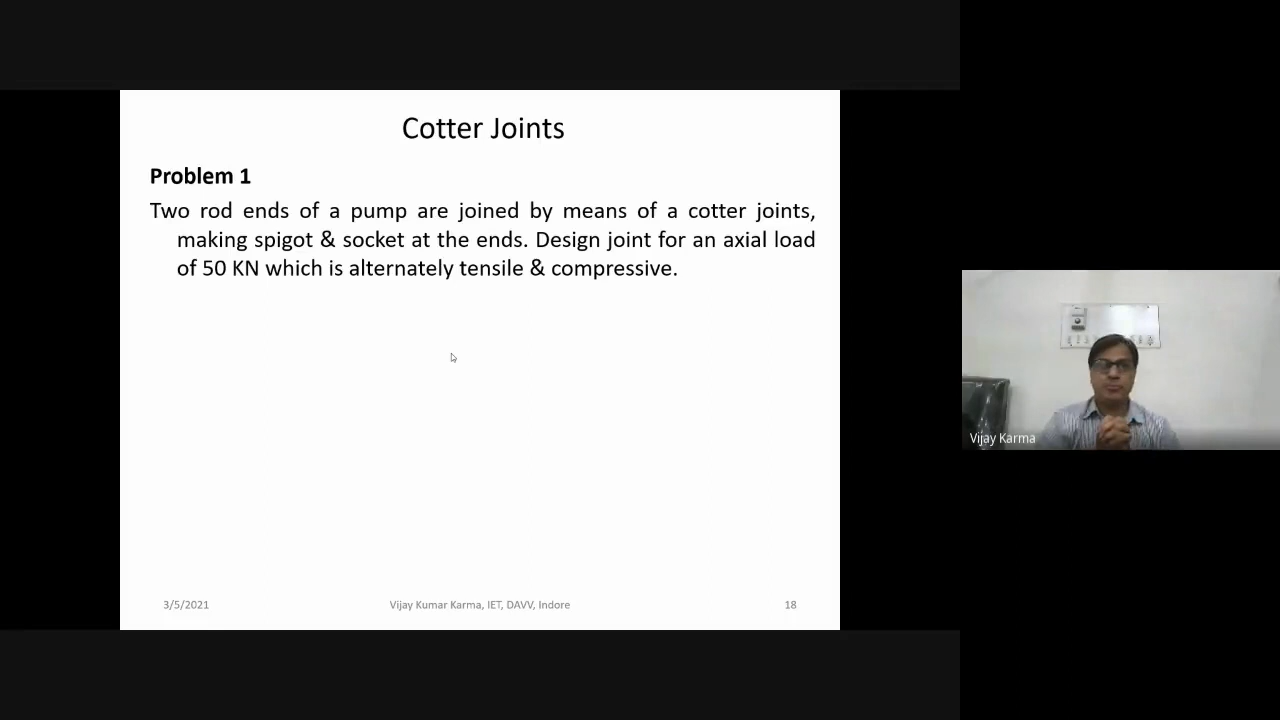 Cotter Joints
Problem 1
Two rod ends of a pump are joined by means of a cotter joints,
making spigot & socket at the ends. Design joint for an axial load
of 50 KN which is alternately tensile & compressive.
3/5/2021
Vijay Kumar Karma, IET, DAVV, Indore
18
Vijay Karma